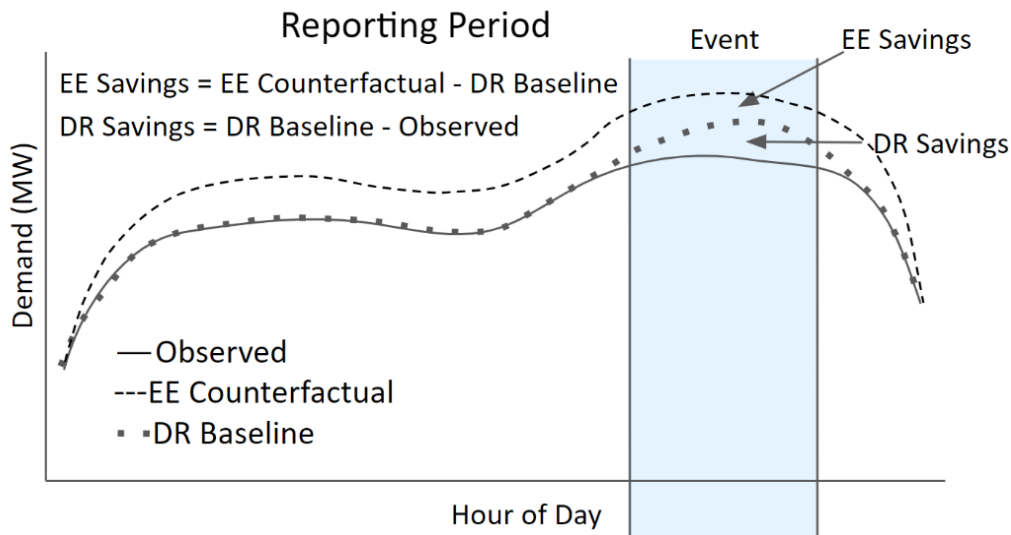 Reporting Period
Event
EE Savings
EE Savings = EE Counterfactual - DR Baseline
DR Savings = DR Baseline - Observed
DR Savings
Demand (MW)
Observed
EE Counterfactual
DR Baseline
Hour of Day